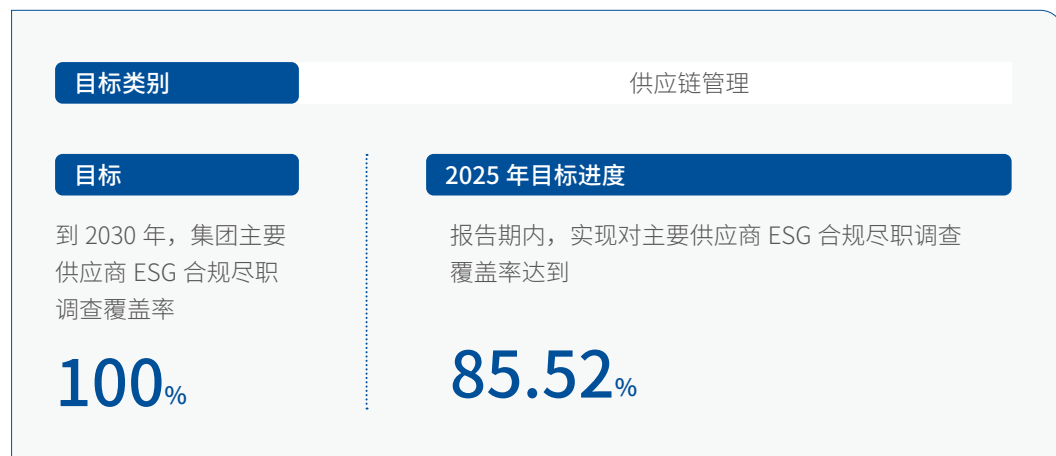 目标类别
供应链管理
目标
到 2030 年，集团主要
供应商 ESG 合规尽职
调查覆盖率
100%
2025 年目标进度
报告期内，实现对主要供应商 ESG 合规尽职调查
覆盖率达到
85.52%